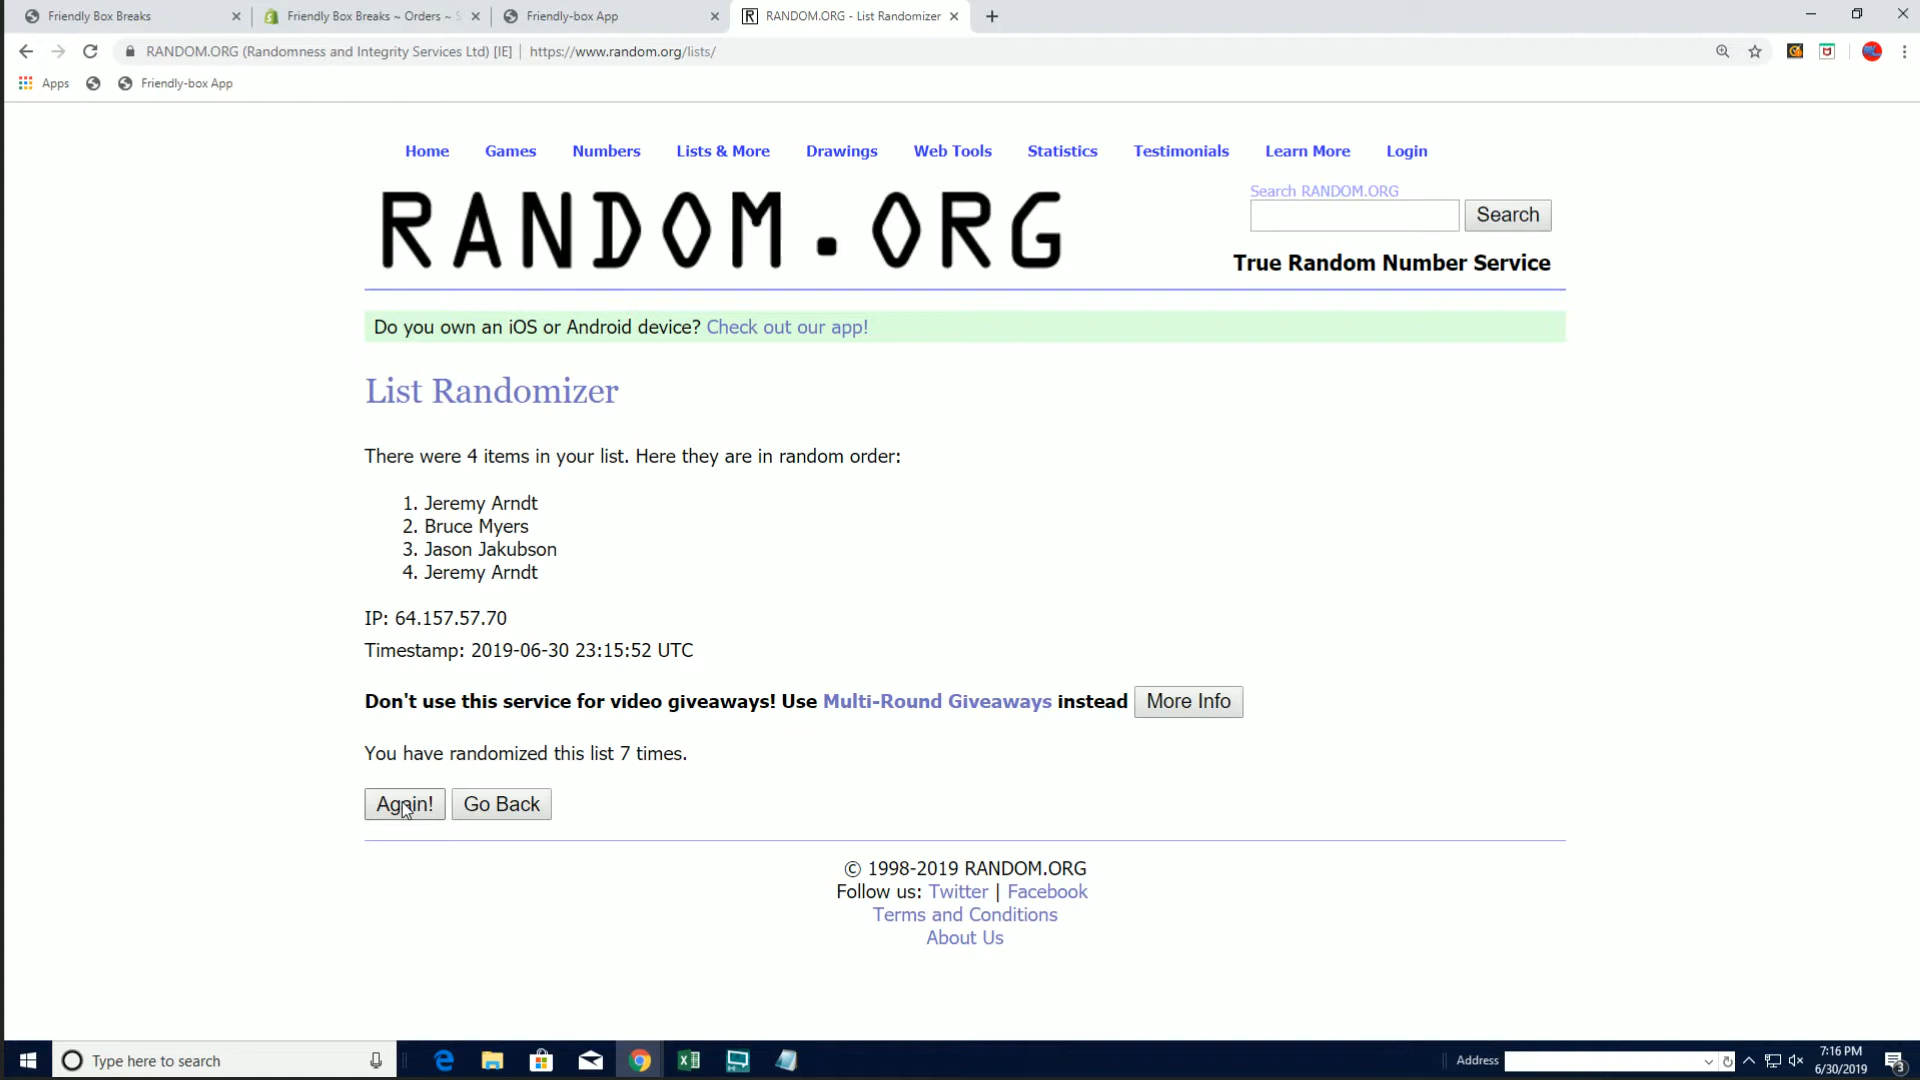 Friendly Box Breaks
Friendly Box Breaks ~ Orders ~ S
Friendly-box App
RANDOM.ORG - List Randomizer
RANDOM.ORG (Randomness and Integrity Services Ltd) [IE] | https://www.random.org/lists/
Apps
Friendly-box App
Home Games Numbers Lists & More Drawings Web Tools Statistics Testimonials Learn More Login
RANDOM.ORG
Search RANDOM.ORG
Search
True Random Number Service
Do you own an iOS or Android device? Check out our app!
List Randomizer
There were 4 items in your list. Here they are in random order:
1. Jeremy Arndt
2. Bruce Myers
3. Jason Jakubson
4. Jeremy Arndt
IP: 64.157.57.70
Timestamp: 2019-06-30 23:15:52 UTC
Don't use this service for video giveaways! Use Multi-Round Giveaways instead More Info
You have randomized this list 7 times.
Again! Go Back
© 1998-2019 RANDOM.ORG
Follow us: Twitter | Facebook
Terms and Conditions
About Us
Type here to search
Address
7:16 PM
6/30/2019
3